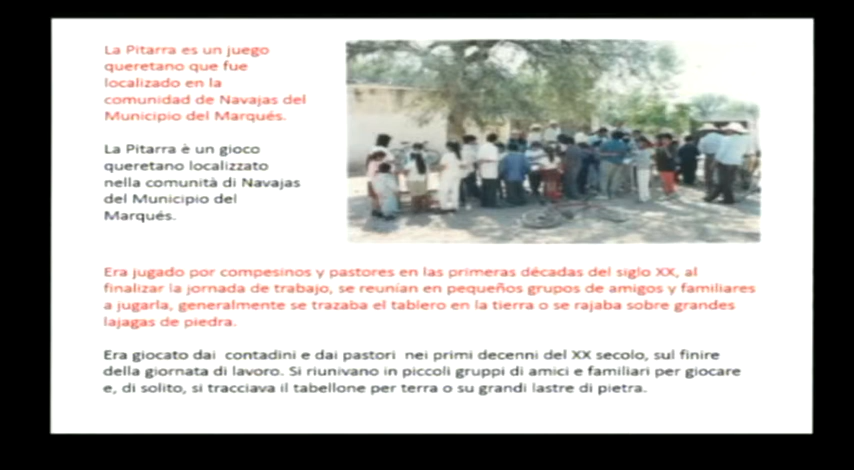 La Pitarra es un juego
queretano que fue
localizado en la
comunidad de Navajas del
Municipio del Marqués.
La Pitarra è un gioco
queretano localizzato
nella comunità di Navajas
del Municipio del
Marqués.
Era jugado por compesinos y pastores en las primeras décadas del siglo XX, al
finalizar la jornada de trabajo, se reunían en pequeños grupos de amigos y familiares
a jugarla, generalmente se trazaba el tablero en la tierra o se rajaba sobre grandes
lajagas de piedra.
Era giocato dai contadini e dai pastori nei primi decenni del XX secolo, sul finire
della giornata di lavoro. Si riunivano in piccoli gruppi di amici e familiari per giocare
e, di solito, si tracciava il tabellone per terra o su grandi lastre di pietra.